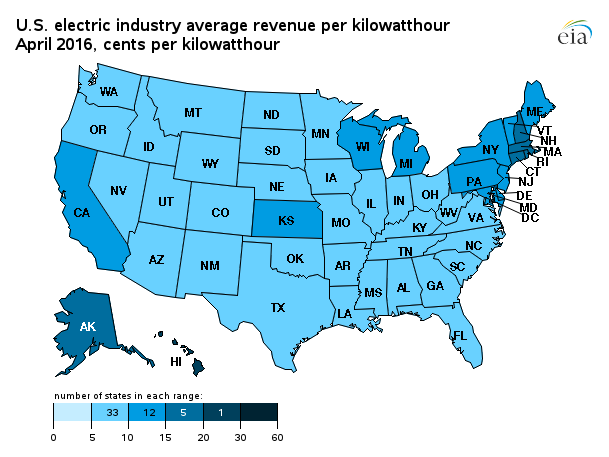 U.S. electric industry average revenue per kilowatthour
April 2016, cents per kilowatthour
eia
WA
MT
ND
MN
ME
OR
ID
SD
WI
MI
NY
VT
NH
MA
RI
CT
WY
IA
PA
NJ
NE
NV
UT
CO
IL
IN
OH
DE
MD
DC
CA
KS
MO
WV
VA
KY
AZ
NM
OK
AR
TN
NC
SC
TX
LA
MS
AL
GA
FL
AK
HI
number of states in each range:
33 12 5 1
0 5 10 15 20 30 60